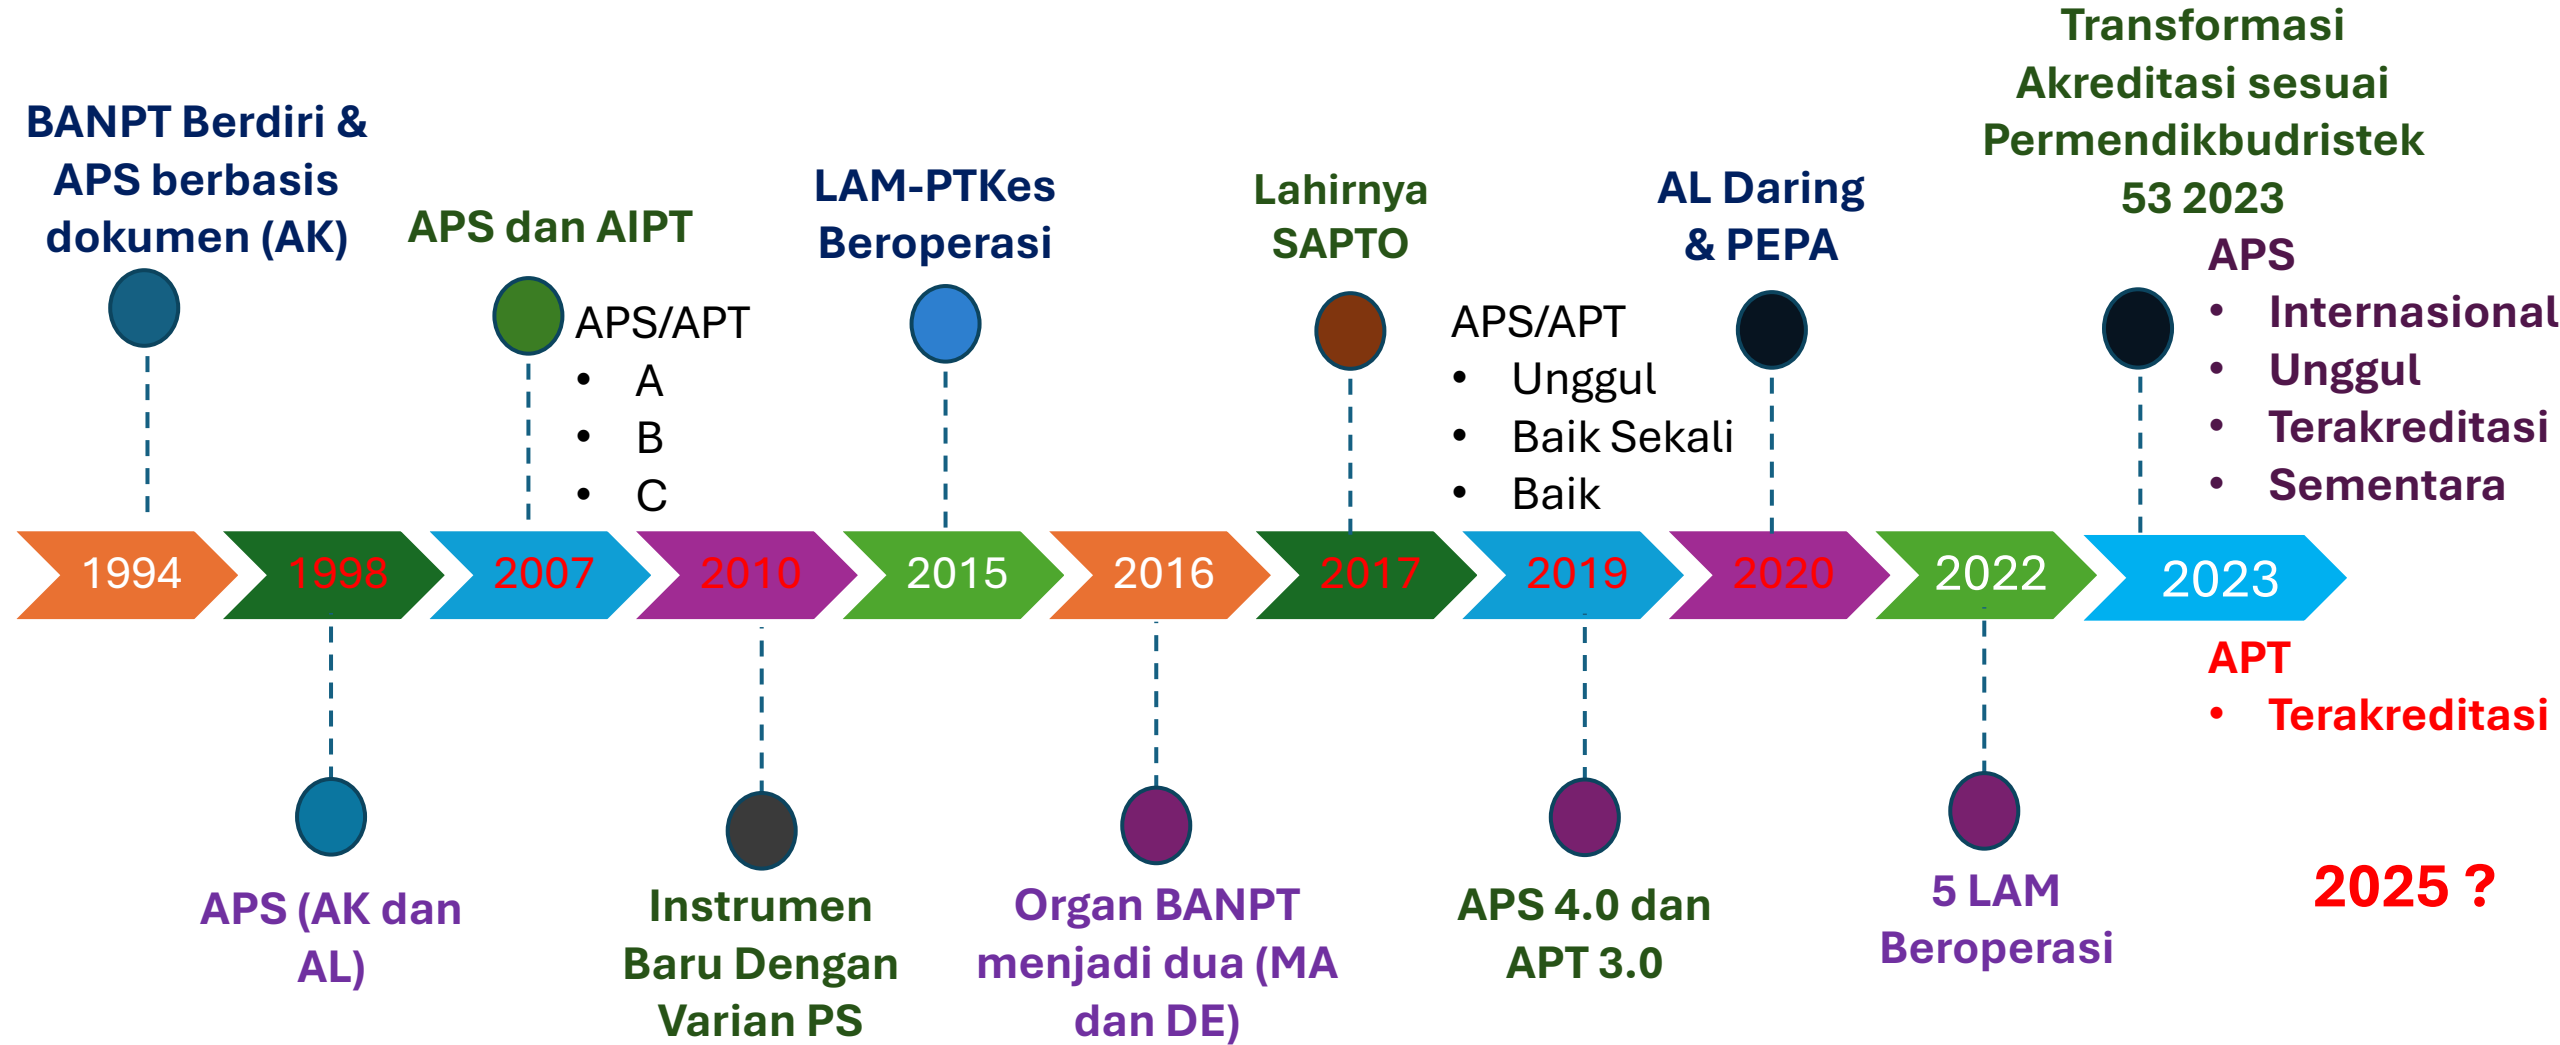 BANPT Berdiri &
APS berbasis
dokumen (AK)
APS dan AIPT
APS/APT
• A
• B
• C
LAM-PTKes
Beroperasi
Lahirnya
SAPTO
APS/APT
• Unggul
• Baik Sekali
• Baik
AL Daring
& PEPA
Transformasi
Akreditasi sesuai
Permendikbudristek
53 2023
APS
• Internasional
• Unggul
• Terakreditasi
• Sementara
1994
1998
2007
2010
2015
2016
2017
2019
2020
2022
2023
APS (AK dan
AL)
Instrumen
Baru Dengan
Varian PS
Organ BANPT
menjadi dua (MA
dan DE)
APS 4.0 dan
APT 3.0
5 LAM
Beroperasi
APT
• Terakreditasi
2025 ?